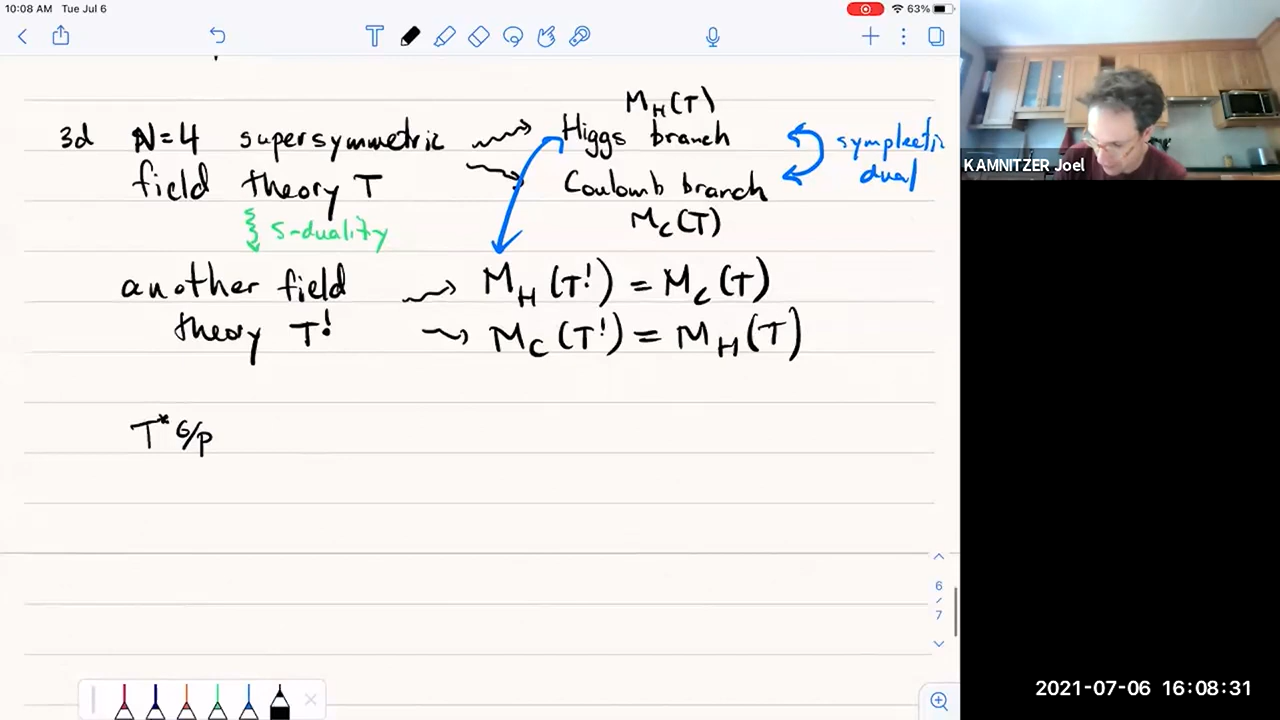 10:08 AM Tue Jul 6
63%
M_H(T)
3d N=4 supersymmetric ⇝ Higgs branch
symplectic
field theory T ⇝ Coulomb branch
dual
M_C(T)
S-duality
another field ⇝ M_H(T!) = M_C(T)
theory T! ⇝ M_C(T!) = M_H(T)
T* G/P
6
7
KAMNITZER Joel
2021-07-06 16:08:31